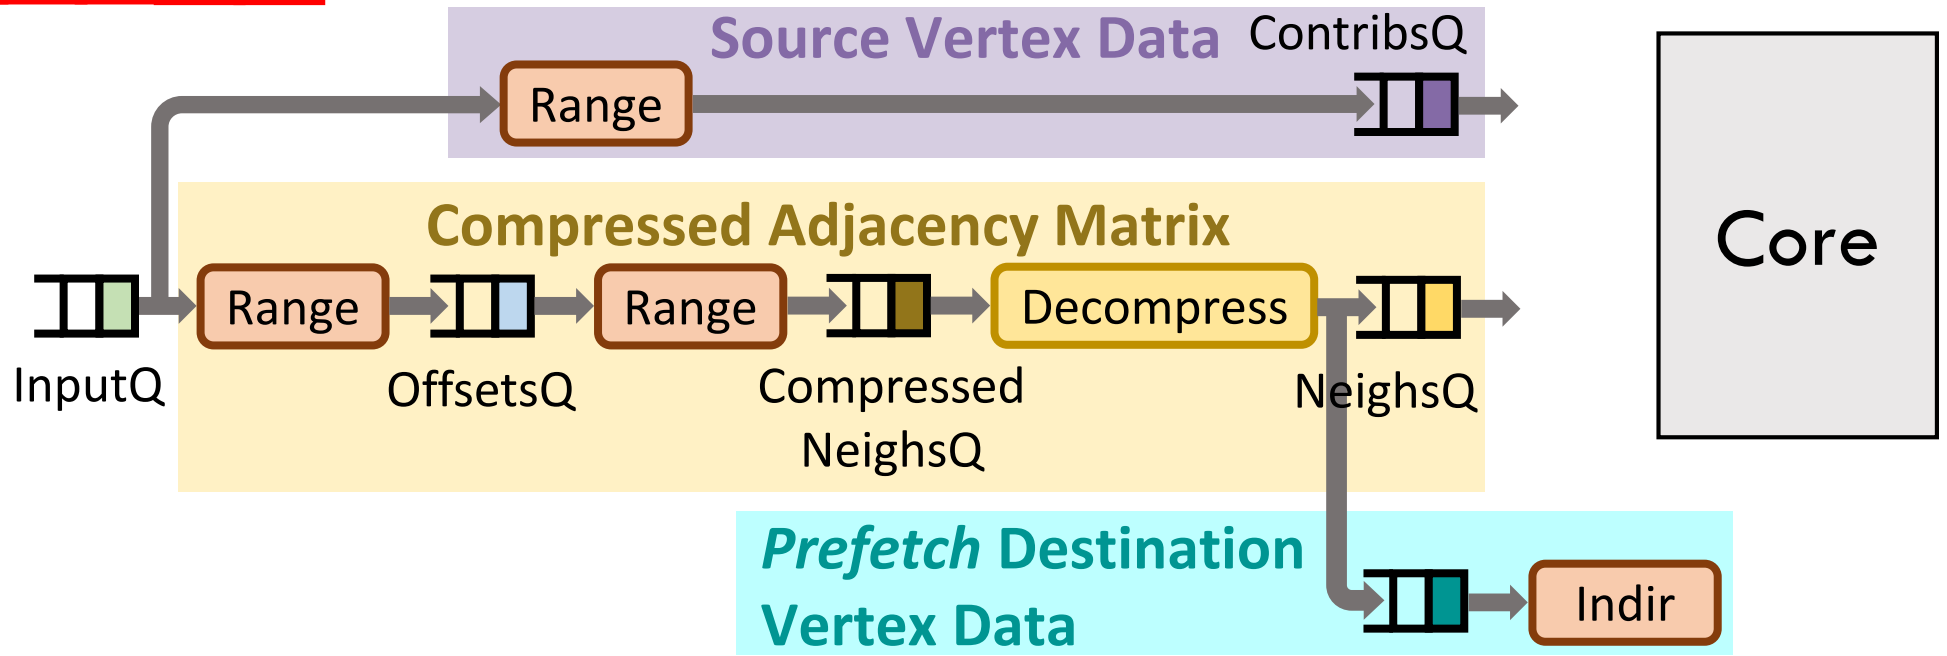 Source Vertex Data
ContribsQ
Range
Core
Compressed Adjacency Matrix
Range
Range
Decompress
InputQ
OffsetsQ
Compressed
NeighsQ
NeighsQ
Prefetch Destination
Vertex Data
Indir